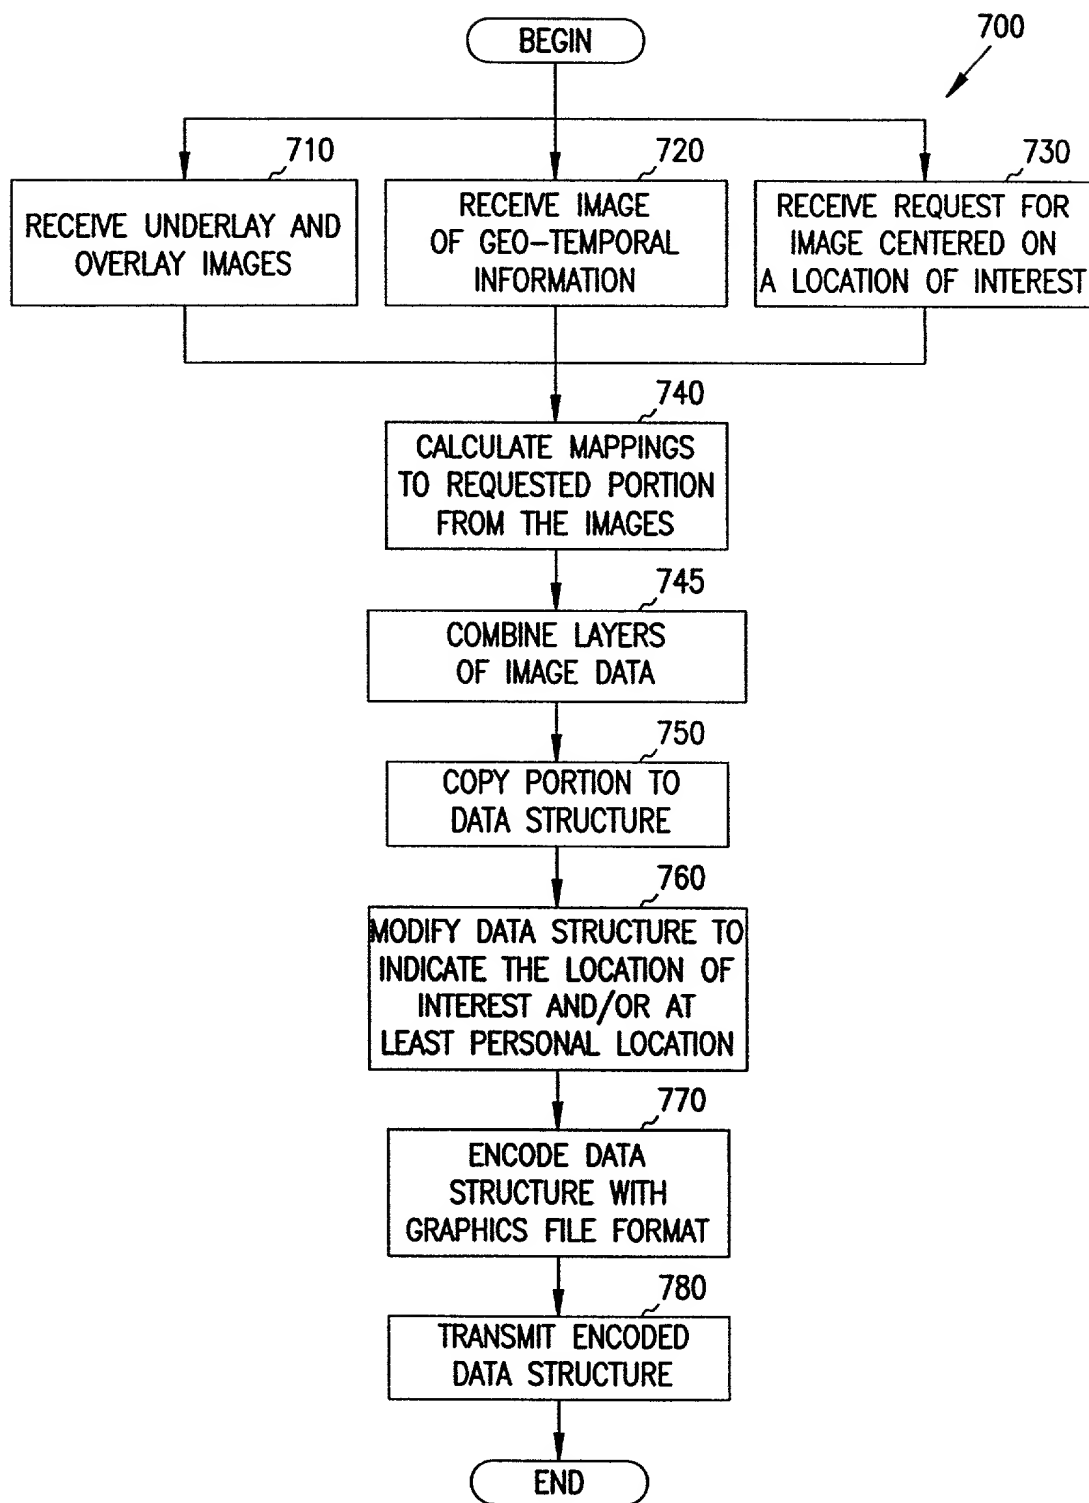 BEGIN
700
710
RECEIVE UNDERLAY AND
OVERLAY IMAGES
720
RECEIVE IMAGE
OF GEO-TEMPORAL
INFORMATION
730
RECEIVE REQUEST FOR
IMAGE CENTERED ON
A LOCATION OF INTEREST
740
CALCULATE MAPPINGS
TO REQUESTED PORTION
FROM THE IMAGES
745
COMBINE LAYERS
OF IMAGE DATA
750
COPY PORTION TO
DATA STRUCTURE
760
MODIFY DATA STRUCTURE TO
INDICATE THE LOCATION OF
INTEREST AND/OR AT
LEAST PERSONAL LOCATION
770
ENCODE DATA
STRUCTURE WITH
GRAPHICS FILE FORMAT
780
TRANSMIT ENCODED
DATA STRUCTURE
END